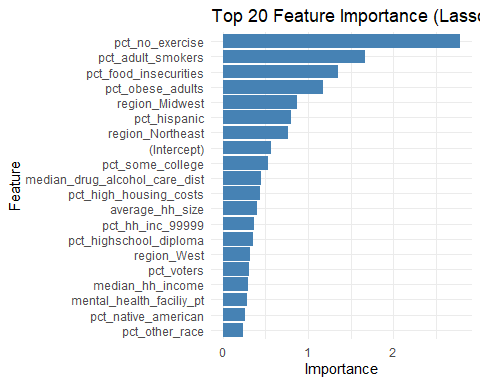 Top 20 Feature Importance (Lasso
pct_no_exercise
pct_adult_smokers
pct_food_insecurities
pct_obese_adults
region_Midwest
pct_hispanic
region_Northeast
(Intercept)
pct_some_college
median_drug_alcohol_care_dist
pct_high_housing_costs
average_hh_size
pct_hh_inc_99999
pct_highschool_diploma
region_West
pct_voters
median_hh_income
mental_health_faciliy_pt
pct_native_american
pct_other_race
Feature
0 1 2
Importance